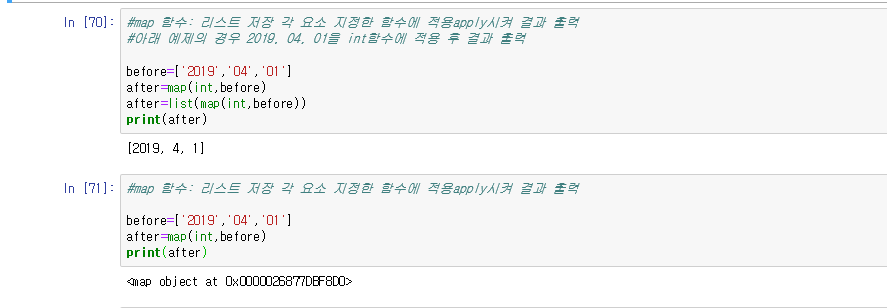 In [70]:
#map 함수: 리스트 저장 각 요소 지정한 함수에 적용apply시켜 결과 출력
#아래 예제의 경우 2019, 04, 01을 int함수에 적용 후 결과 출력
before=['2019','04','01']
after=map(int,before)
after=list(map(int,before))
print(after)
[2019, 4, 1]
In [71]:
#map 함수: 리스트 저장 각 요소 지정한 함수에 적용apply시켜 결과 출력
before=['2019','04','01']
after=map(int,before)
print(after)
<map object at 0x0000026877DBF8D0>